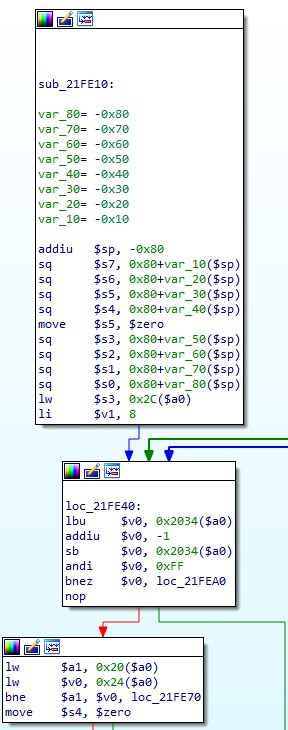 sub_21FE10:
var_80= -0x80
var_70= -0x70
var_60= -0x60
var_50= -0x50
var_40= -0x40
var_30= -0x30
var_20= -0x20
var_10= -0x10
addiu $sp, -0x80
sq $s7, 0x80+var_10($sp)
sq $s6, 0x80+var_20($sp)
sq $s5, 0x80+var_30($sp)
sq $s4, 0x80+var_40($sp)
move $s5, $zero
sq $s3, 0x80+var_50($sp)
sq $s2, 0x80+var_60($sp)
sq $s1, 0x80+var_70($sp)
sq $s0, 0x80+var_80($sp)
lw $s3, 0x2C($a0)
li $v1, 8
loc_21FE40:
lbu $v0, 0x2034($a0)
addiu $v0, -1
sb $v0, 0x2034($a0)
andi $v0, 0xFF
bnez $v0, loc_21FEA0
nop
lw $a1, 0x20($a0)
lw $v0, 0x24($a0)
bne $a1, $v0, loc_21FE70
move $s4, $zero